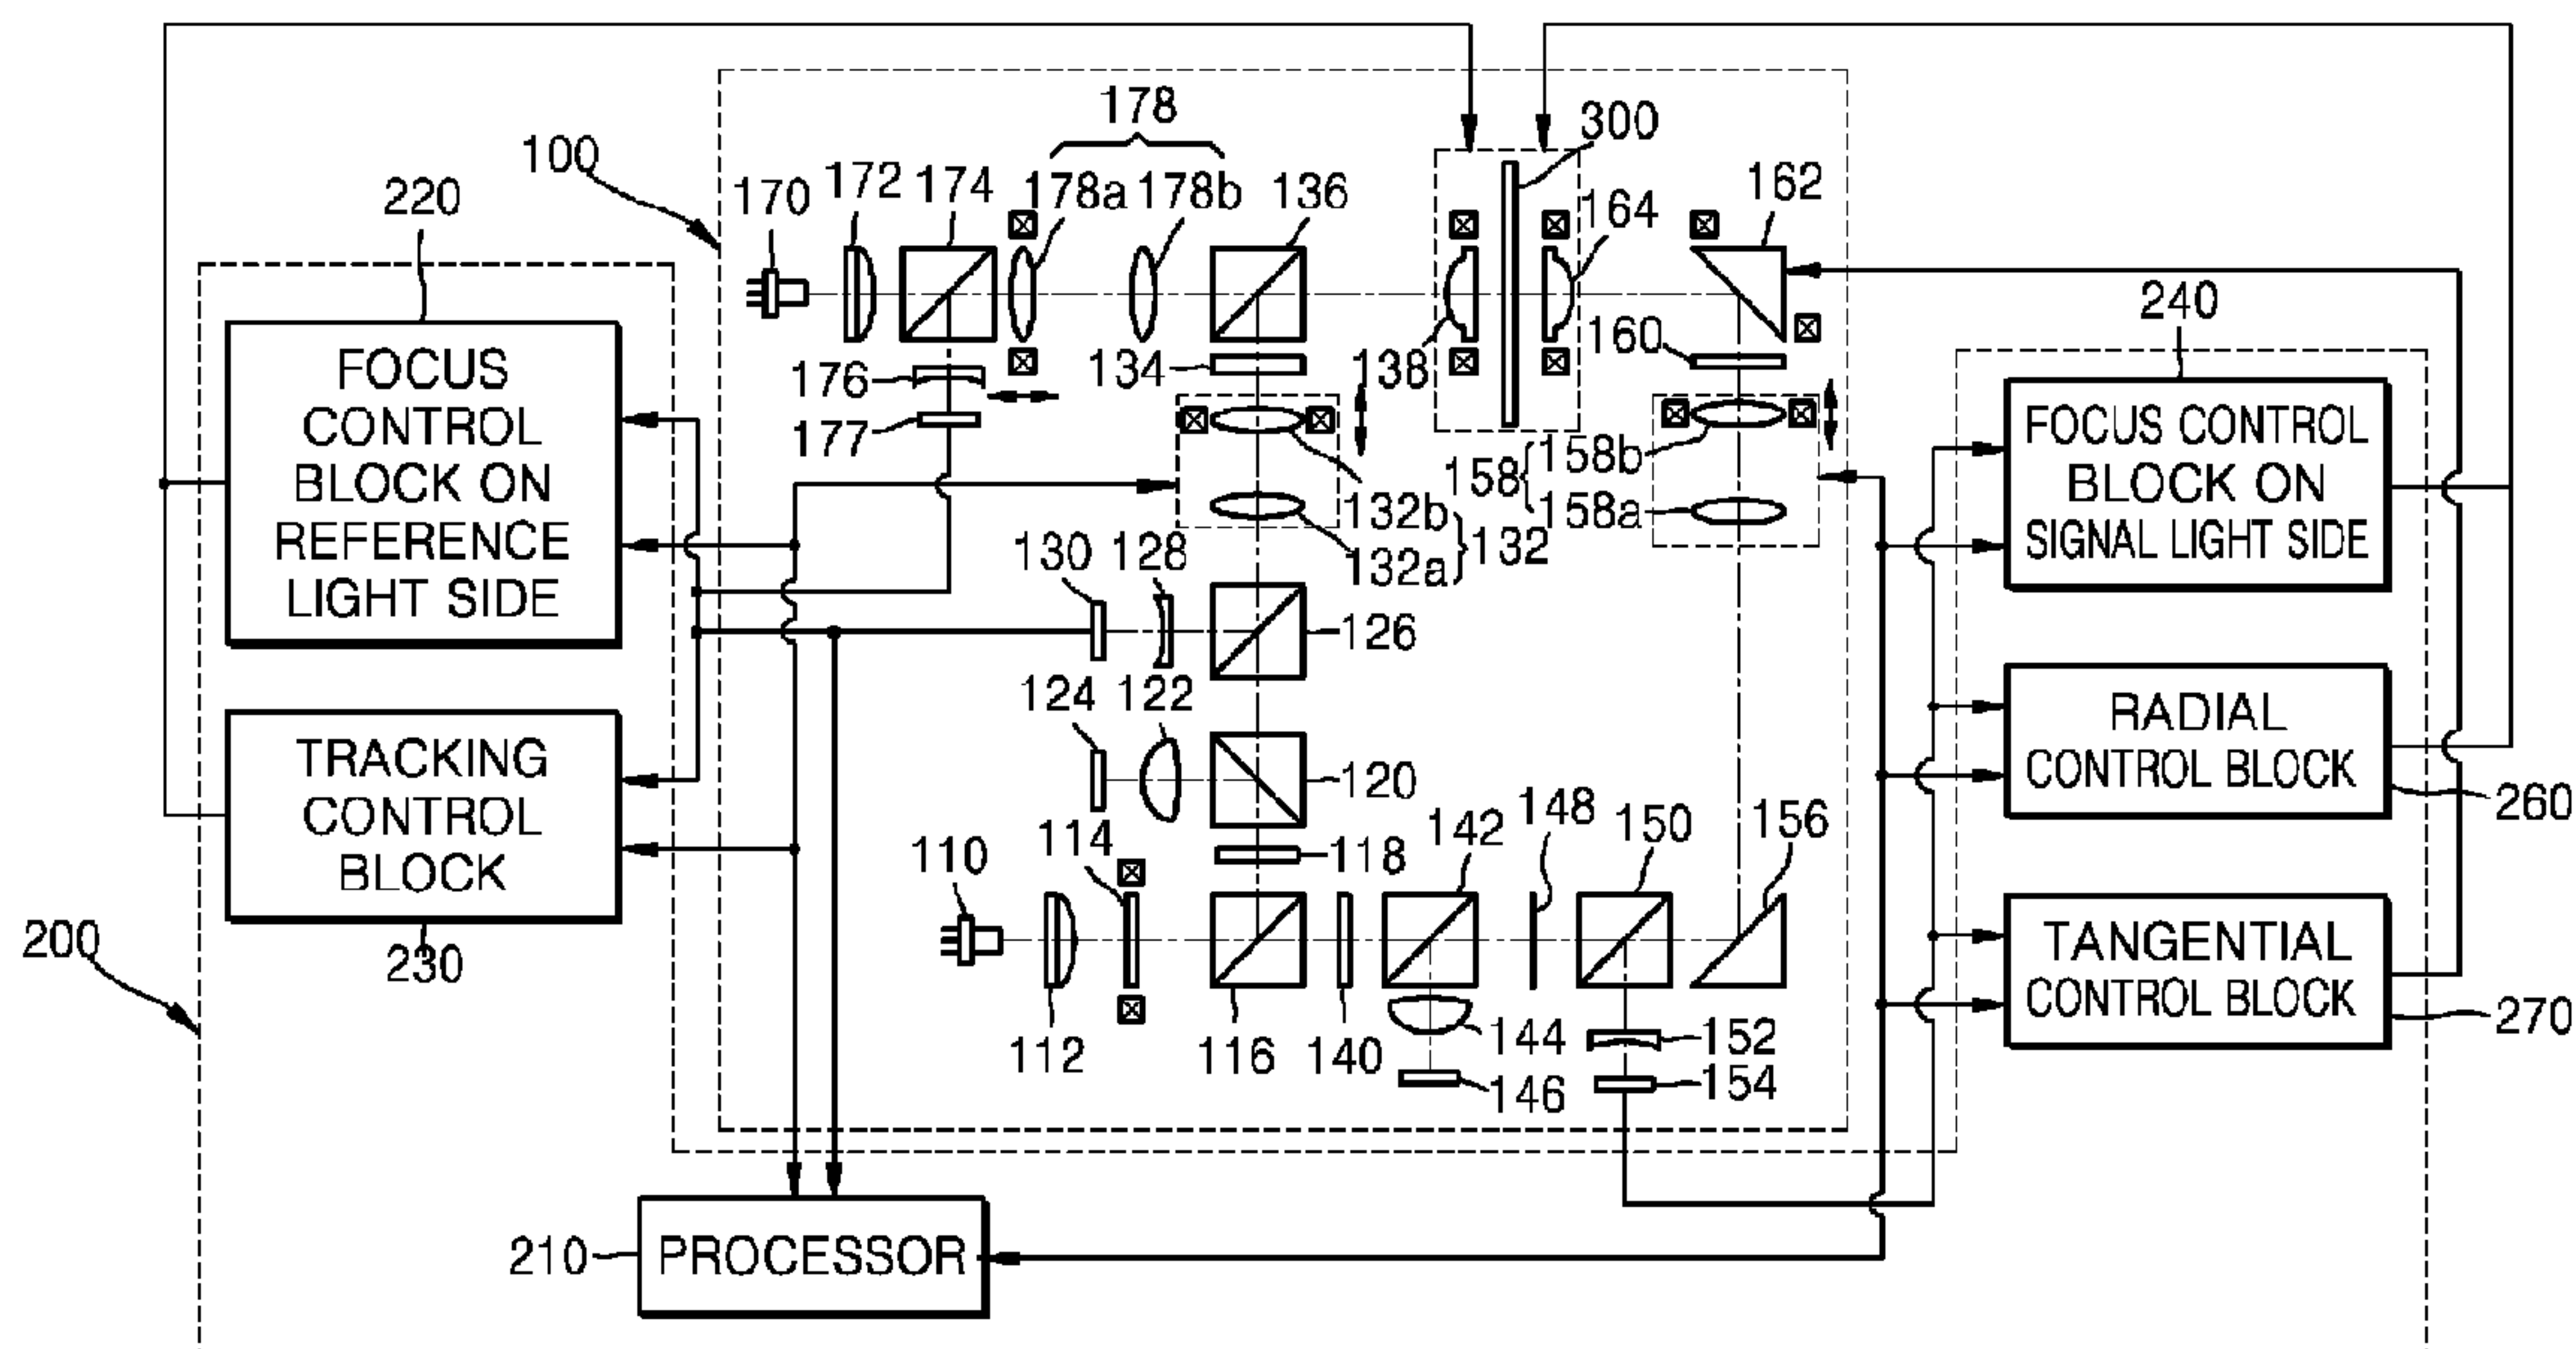 178
300
100
172
174
178a
178b
136
162
170
164
220
240
FOCUS
CONTROL
BLOCK ON
REFERENCE
LIGHT SIDE
160
134
138
176
177
FOCUS CONTROL
BLOCK ON
SIGNAL LIGHT SIDE
158
158b
158a
132b
132a
132
130
128
126
124
122
RADIAL
CONTROL BLOCK
TRACKING
CONTROL
BLOCK
120
260
148
142
150
156
114
110
118
200
230
TANGENTIAL
CONTROL BLOCK
270
144
152
112
116
140
146
154
210
PROCESSOR